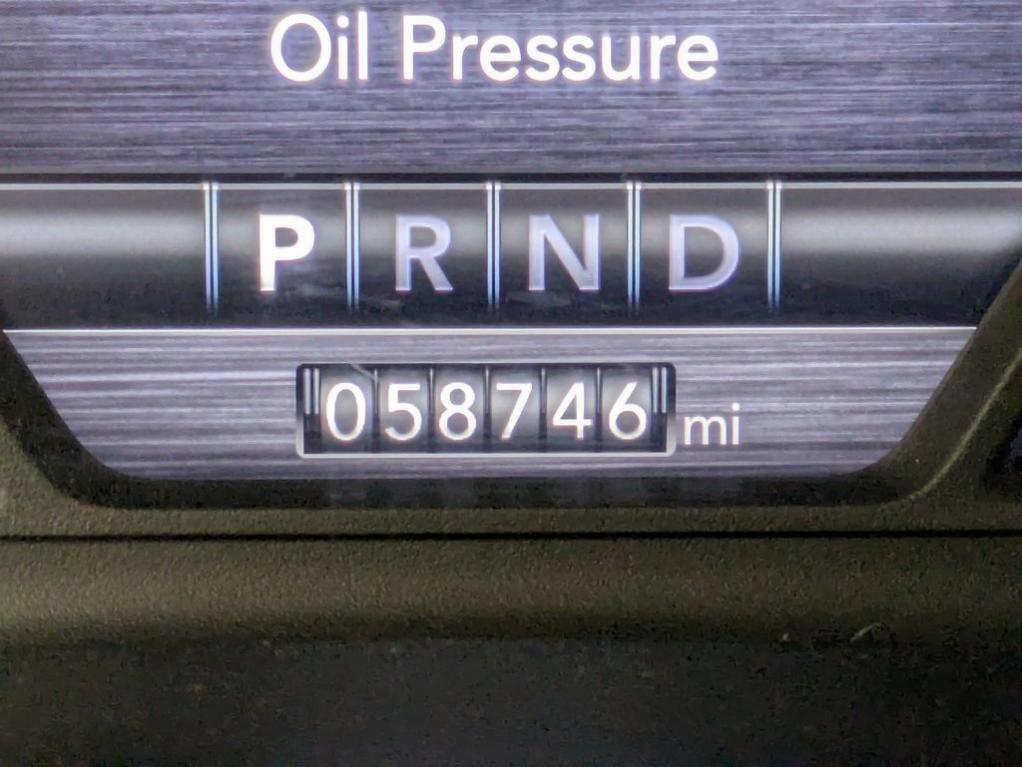 Oil Pressure
P R N D
058746 mi